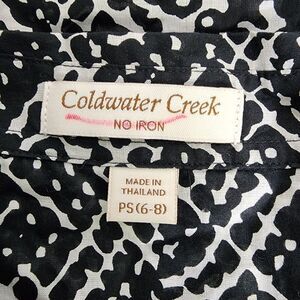 Coldwater Creek
NO IRON
MADE IN
THAILAND
PS(6-8)